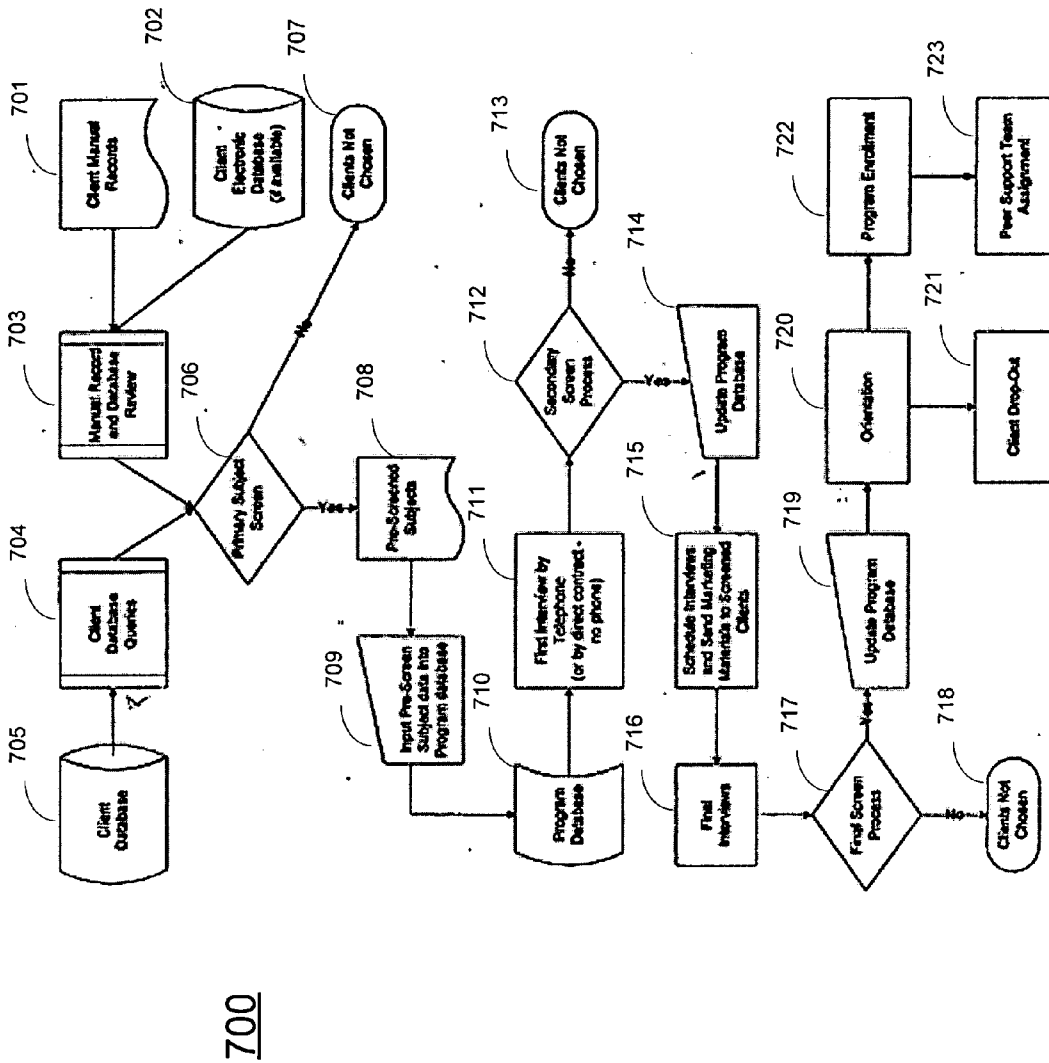 700
705
Client
Database
704
Client
Database
Queries
703
Manual Record
and Database
Review
701
Client Manual
Records
702
Client
Electronic
Database
(if available)
706
Primary Subject
Screen
No
707
Clients Not
Chosen
Yes
708
Pre-Screened
Subjects
709
Input Pre-Screen
Subject data into
Program database
710
Program
Database
711
First Interview by
Telephone
(or by direct contract -
no phone)
712
Secondary
Screen
Process
No
713
Clients Not
Chosen
Yes
714
Update Program
Database
715
Schedule Interviews
and Send Marketing
Materials to Screened
Clients
716
Final
Interviews
717
Final Screen
Process
No
718
Clients Not
Chosen
Yes
719
Update Program
Database
720
Orientation
721
Client Drop-Out
722
Program Enrollment
723
Peer Support Team
Assignment